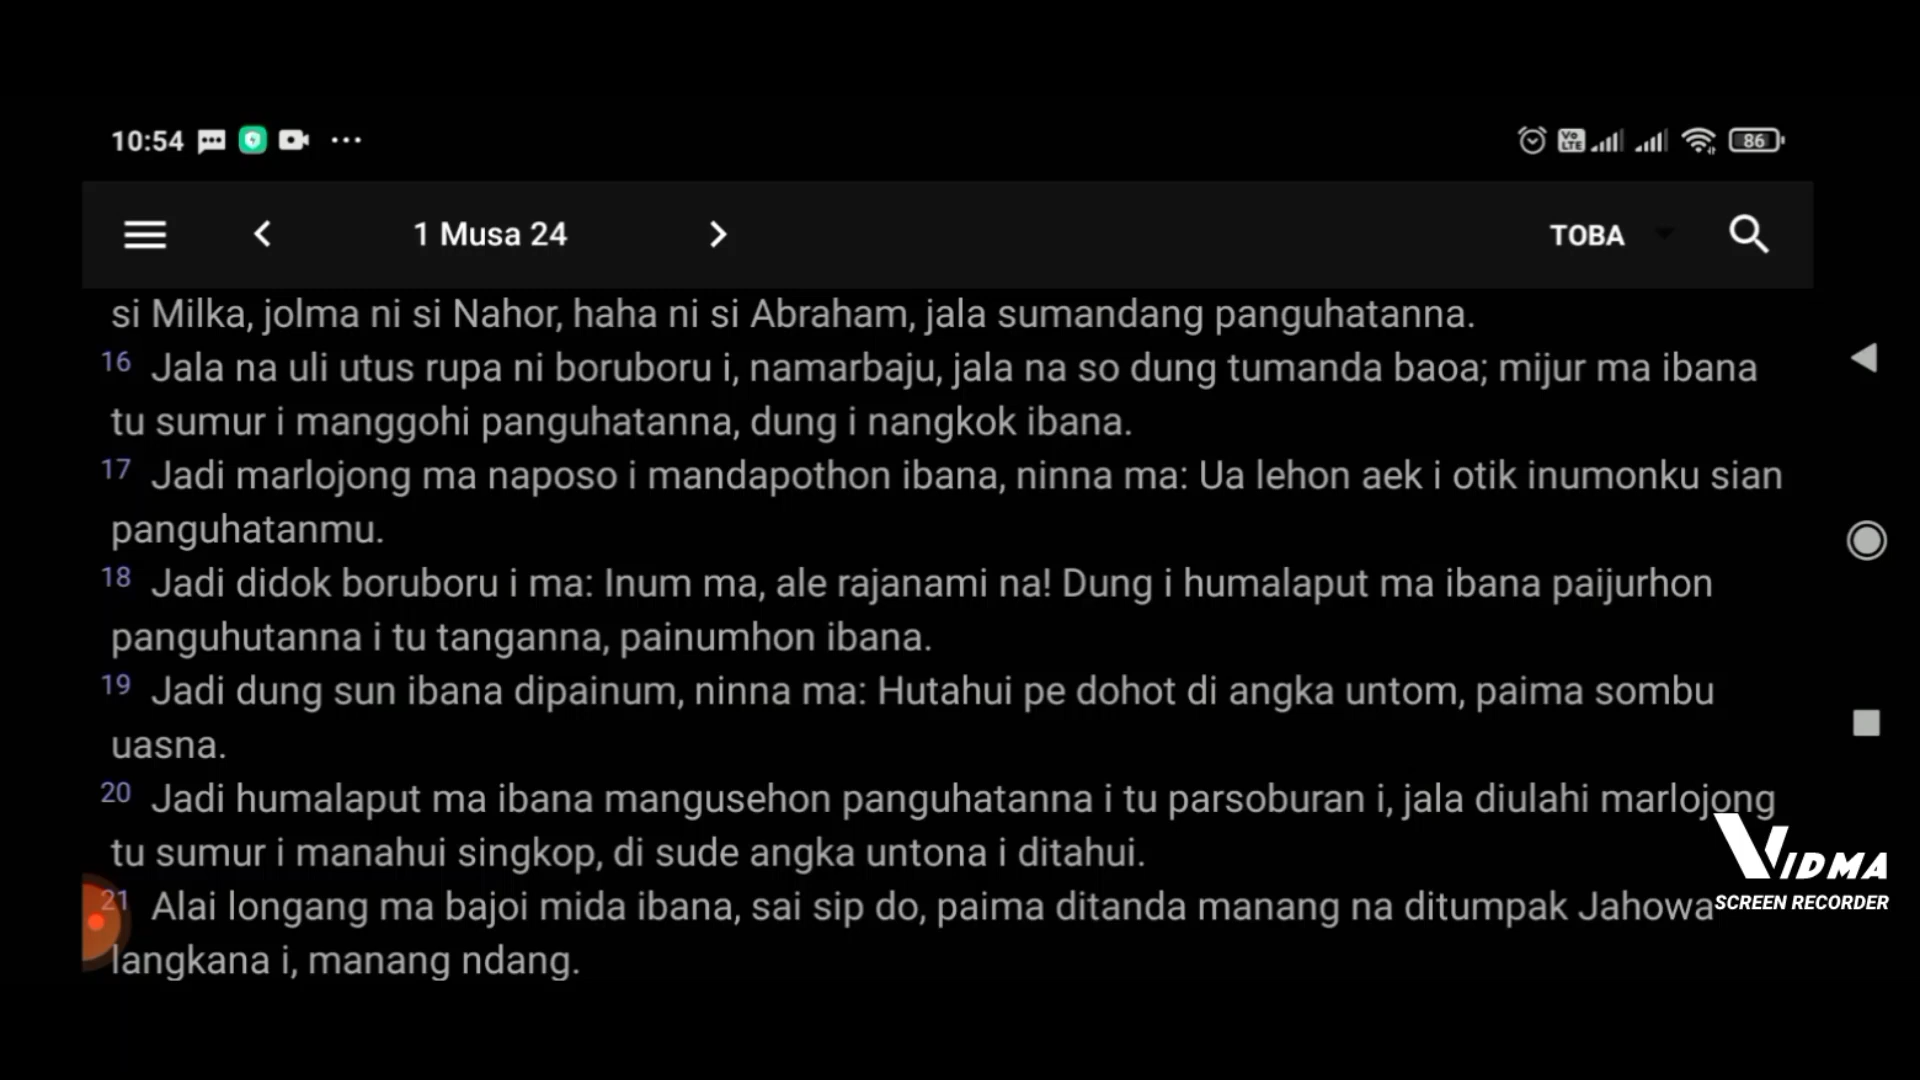 10:54
Vo LTE
86
1 Musa 24
TOBA
si Milka, jolma ni si Nahor, haha ni si Abraham, jala sumandang panguhatanna.
16 Jala na uli utus rupa ni boruboru i, namarbaju, jala na so dung tumanda baoa; mijur ma ibana
tu sumur i manggohi panguhatanna, dung i nangkok ibana.
17 Jadi marlojong ma naposo i mandapothon ibana, ninna ma: Ua lehon aek i otik inumonku sian
panguhatanmu.
18 Jadi didok boruboru i ma: Inum ma, ale rajanami na! Dung i humalaput ma ibana paijurhon
panguhutanna i tu tanganna, painumhon ibana.
19 Jadi dung sun ibana dipainum, ninna ma: Hutahui pe dohot di angka untom, paima sombu
uasna.
20 Jadi humalaput ma ibana mangusehon panguhatanna i tu parsoburan i, jala diulahi marlojong
tu sumur i manahui singkop, di sude angka untona i ditahui.
21 Alai longang ma bajoi mida ibana, sai sip do, paima ditanda manang na ditumpak Jahowa
langkana i, manang ndang.
VIDMA
SCREEN RECORDER